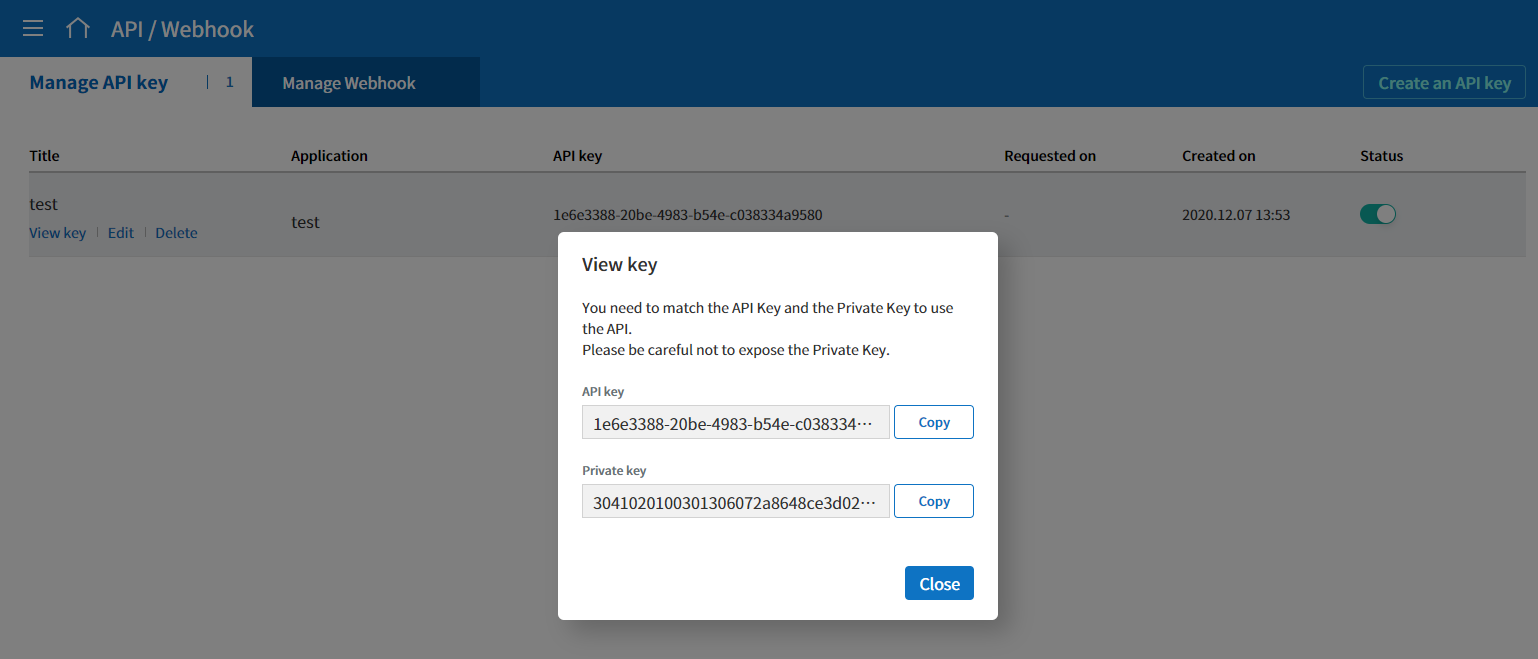 API / Webhook
Manage API key | 1
Manage Webhook
Create an API key
Title Application API key Requested on Created on Status
test
test
1e6e3388-20be-4983-b54e-c038334a9580
-
2020.12.07 13:53
View key | Edit | Delete
View key
You need to match the API Key and the Private Key to use
the API.
Please be careful not to expose the Private Key.
API key
1e6e3388-20be-4983-b54e-c038334···
Copy
Private key
3041020100301306072a8648ce3d02···
Copy
Close